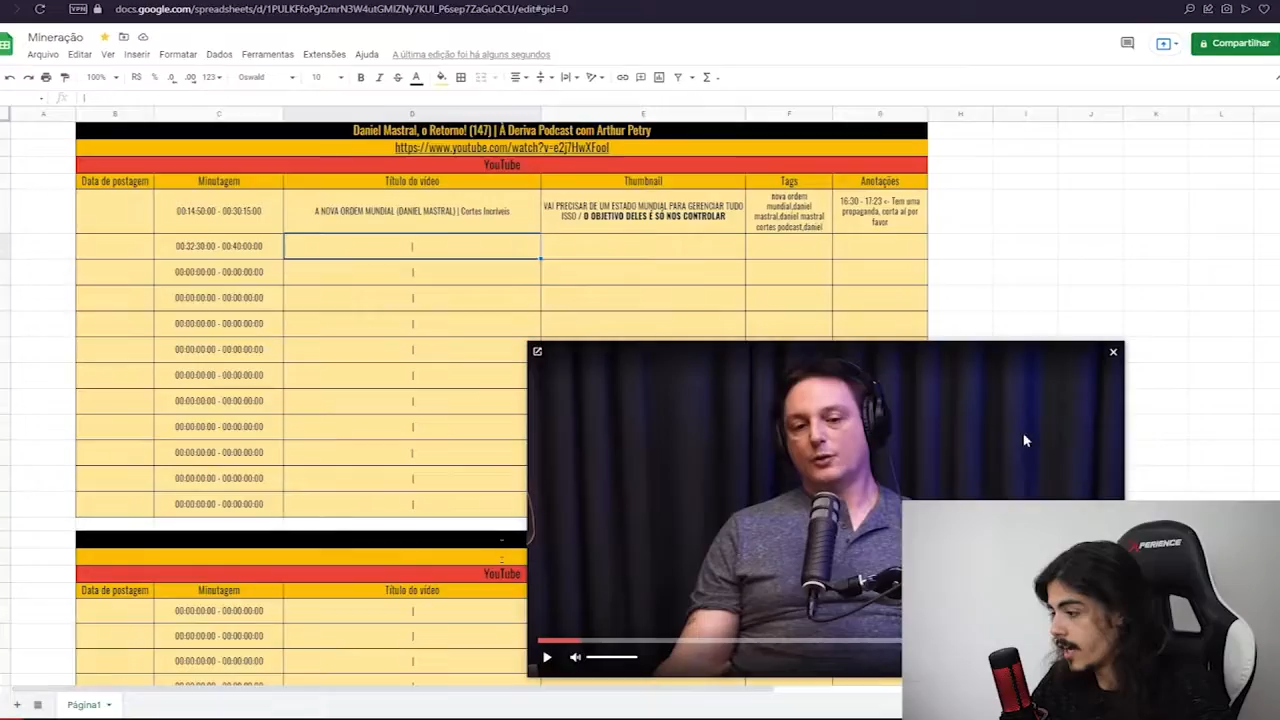 VPN docs.google.com/spreadsheets/d/1PULKFfoPgI2mrN3W4utGMIZNy7KUI_P6sep7ZaGuQCU/edit#gid=0
Mineração
Arquivo Editar Ver Inserir Formatar Dados Ferramentas Extensões Ajuda A última edição foi há alguns segundos
Compartilhar
100% R$ % .0 .00 123 Oswald 10 B I S A
fx |
A B C D E F G H I J K L
Daniel Mastral, o Retorno! (147) | À Deriva Podcast com Arthur Petry
https://www.youtube.com/watch?v=e2j7HwXFooI
YouTube
Data de postagem Minutagem Título do vídeo Thumbnail Tags Anotações
00:14:50:00 - 00:30:15:00 A NOVA ORDEM MUNDIAL (DANIEL MASTRAL) | Cortes Incríveis
VAI PRECISAR DE UM ESTADO MUNDIAL PARA GERENCIAR TUDO
ISSO / O OBJETIVO DELES É SÓ NOS CONTROLAR
nova ordem
mundial,daniel
mastral,daniel mastral
cortes podcast,daniel
16:30 - 17:23 <- Tem uma
propaganda, corta aí por
favor
00:32:30:00 - 00:40:00:00 |
00:00:00:00 - 00:00:00:00 |
00:00:00:00 - 00:00:00:00 |
00:00:00:00 - 00:00:00:00 |
00:00:00:00 - 00:00:00:00 |
00:00:00:00 - 00:00:00:00 |
00:00:00:00 - 00:00:00:00 |
00:00:00:00 - 00:00:00:00 |
00:00:00:00 - 00:00:00:00 |
00:00:00:00 - 00:00:00:00 |
00:00:00:00 - 00:00:00:00 |
-
-
YouTube
Data de postagem Minutagem Título do vídeo
00:00:00:00 - 00:00:00:00 |
00:00:00:00 - 00:00:00:00 |
00:00:00:00 - 00:00:00:00 |
XPERIENCE
Página1